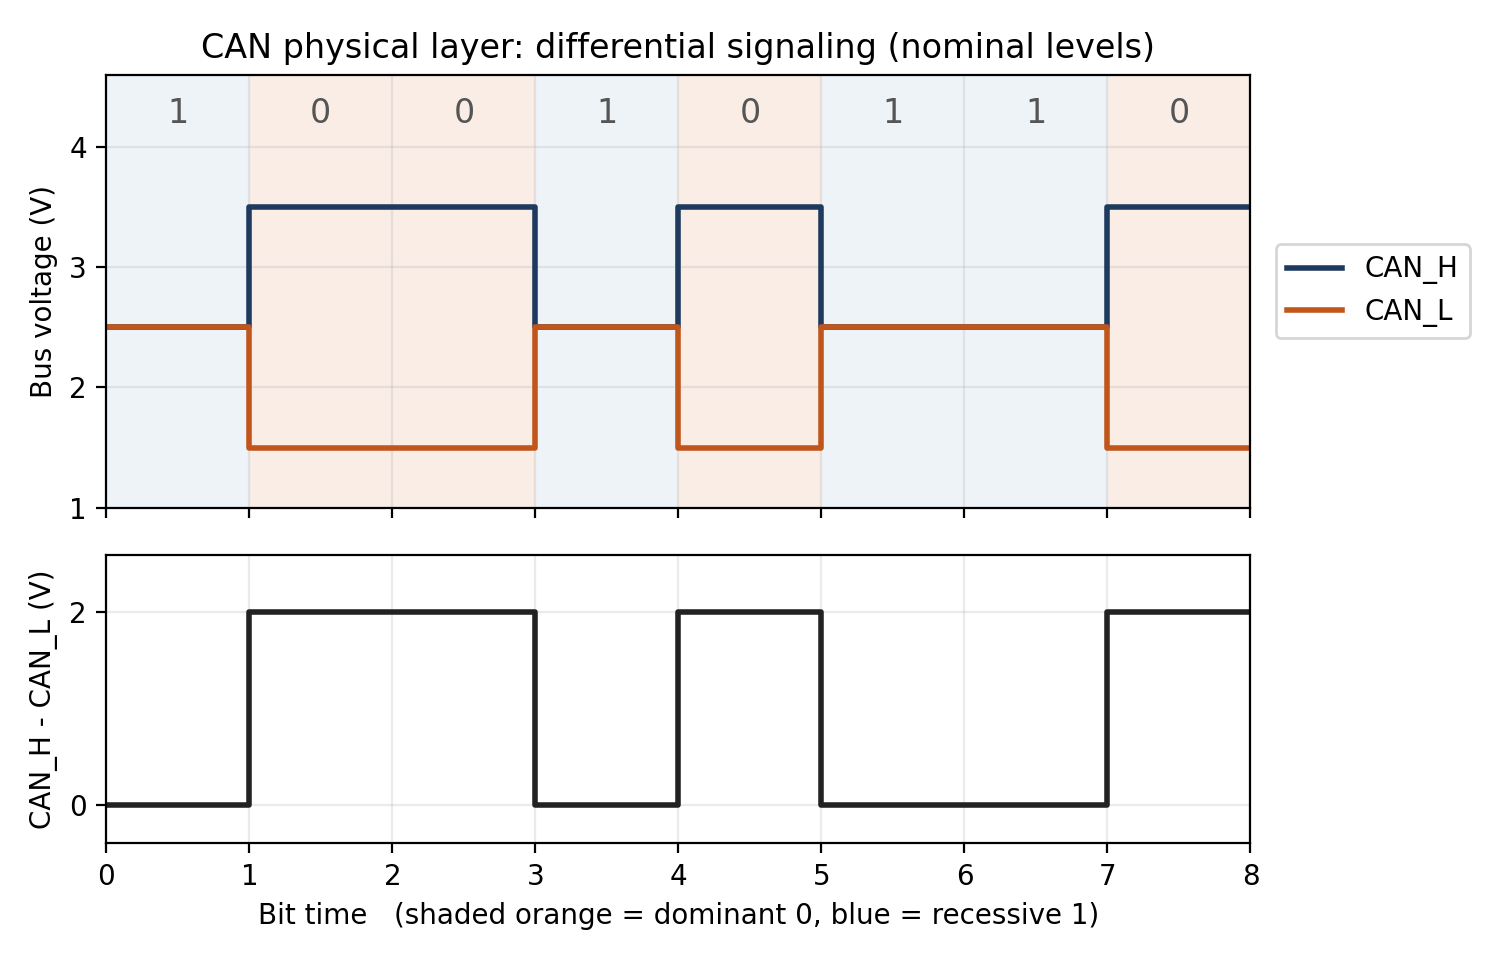 CAN physical layer: differential signaling (nominal levels)
1 0 0 1 0 1 1 0
Bus voltage (V)
4
3
2
1
CAN_H
CAN_L
CAN_H - CAN_L (V)
2
0
0 1 2 3 4 5 6 7 8
Bit time (shaded orange = dominant 0, blue = recessive 1)